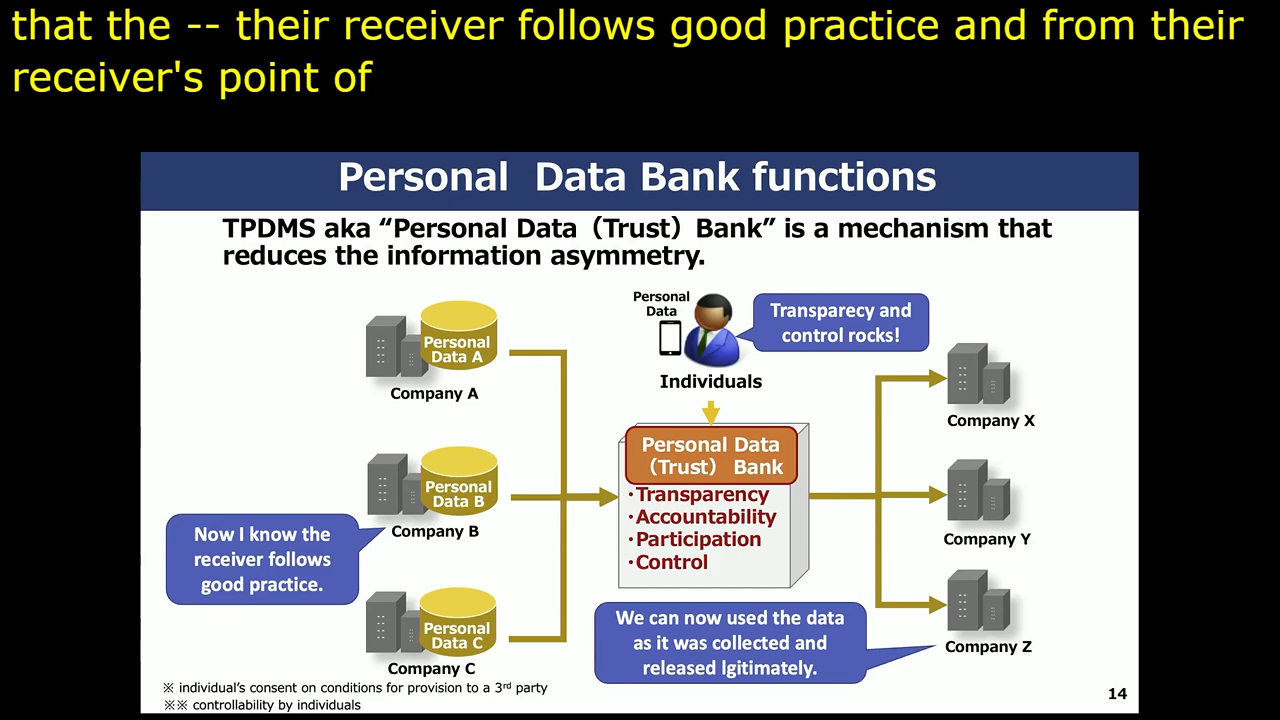 that the -- their receiver follows good practice and from their
receiver's point of
Personal Data Bank functions
TPDMS aka “Personal Data（Trust）Bank” is a mechanism that
reduces the information asymmetry.
Personal
Data
Transparecy and
control rocks!
Individuals
Personal
Data A
Company A
Personal
Data B
Company B
Now I know the
receiver follows
good practice.
Personal
Data C
Company C
Personal Data
（Trust） Bank
・Transparency
・Accountability
・Participation
・Control
We can now used the data
as it was collected and
released lgitimately.
Company X
Company Y
Company Z
※ individual’s consent on conditions for provision to a 3rd party
※※ controllability by individuals
14